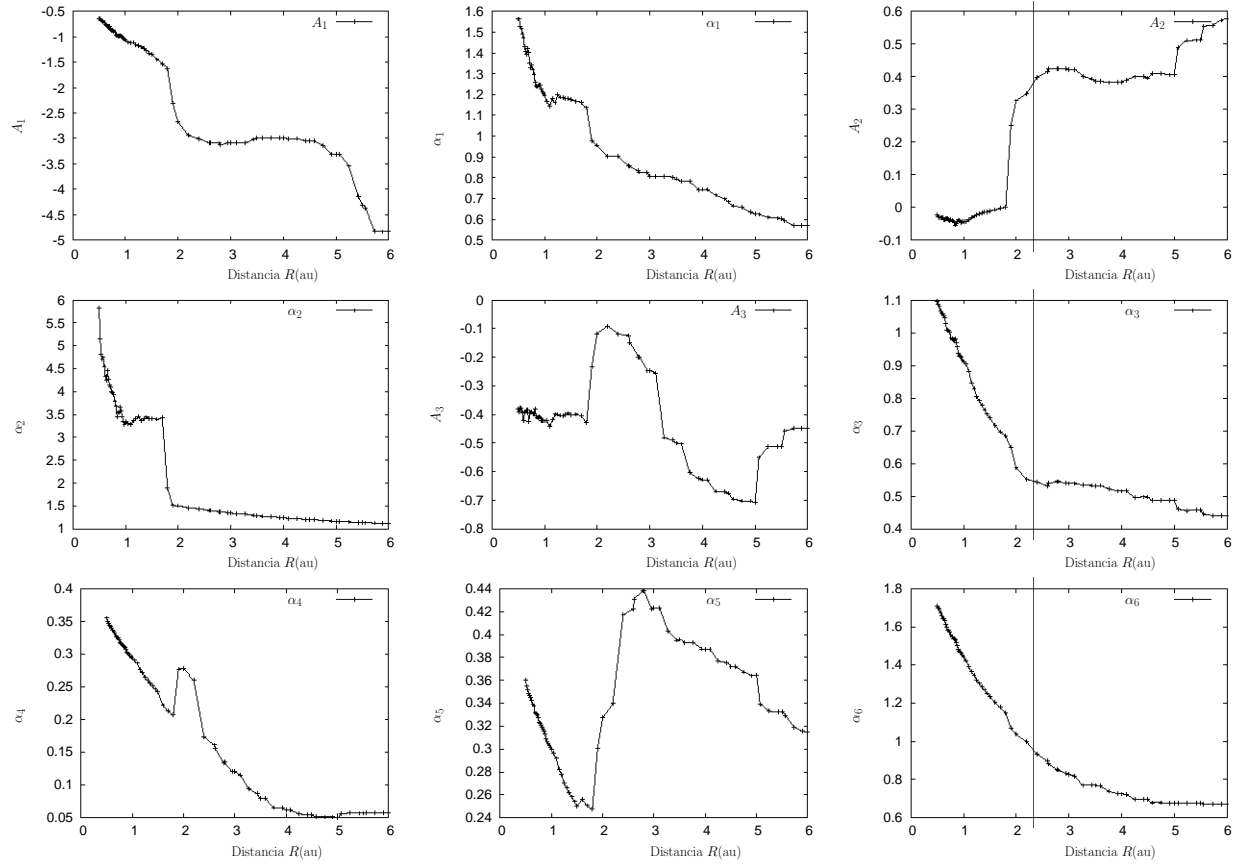 -0.5
-1
-1.5
-2
-2.5
-3
-3.5
-4
-4.5
-5
0 1 2 3 4 5 6
A₁
Distancia R(au)
A₁
1.6
1.5
1.4
1.3
1.2
1.1
1
0.9
0.8
0.7
0.6
0.5
0 1 2 3 4 5 6
α₁
Distancia R(au)
α₁
0.6
0.5
0.4
0.3
0.2
0.1
0
-0.1
0 1 2 3 4 5 6
A₂
Distancia R(au)
A₂
6
5.5
5
4.5
4
3.5
3
2.5
2
1.5
1
0 1 2 3 4 5 6
α₂
Distancia R(au)
α₂
0
-0.1
-0.2
-0.3
-0.4
-0.5
-0.6
-0.7
-0.8
0 1 2 3 4 5 6
A₃
Distancia R(au)
A₃
1.1
1
0.9
0.8
0.7
0.6
0.5
0.4
0 1 2 3 4 5 6
α₃
Distancia R(au)
α₃
0.4
0.35
0.3
0.25
0.2
0.15
0.1
0.05
0 1 2 3 4 5 6
α₄
Distancia R(au)
α₄
0.44
0.42
0.4
0.38
0.36
0.34
0.32
0.3
0.28
0.26
0.24
0 1 2 3 4 5 6
α₅
Distancia R(au)
α₅
1.8
1.6
1.4
1.2
1
0.8
0.6
0 1 2 3 4 5 6
α₆
Distancia R(au)
α₆